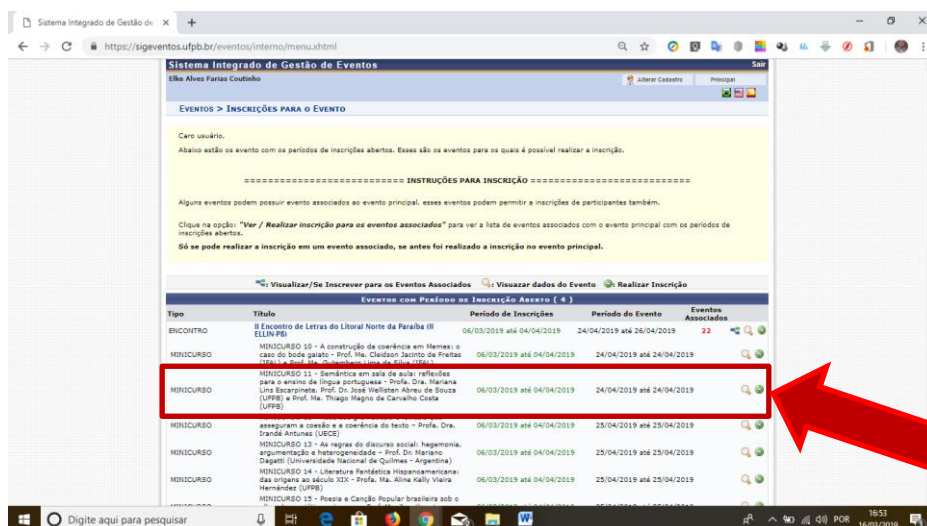 Sistema Integrado de Gestão de
https://sigeventos.ufpb.br/eventos/interno/menu.xhtml
Sistema Integrado de Gestão de Eventos Sair
Elke Alves Farias Coutinho Alterar Cadastro Principal
Eventos > Inscrições para o Evento
Caro usuário,
Abaixo estão os evento com os períodos de inscrições abertos. Esses são os eventos para os quais é possível realizar a inscrição.
=========================== INSTRUÇÕES PARA INSCRIÇÃO ===========================
Alguns eventos podem possuir evento associados ao evento principal, esses eventos podem permitir a inscrições de participantes também.
Clique na opção: "Ver / Realizar inscrição para os eventos associados" para ver a lista de eventos associados com o evento principal com os períodos de
inscrições abertos.
Só se pode realizar a inscrição em um evento associado, se antes foi realizado a inscrição no evento principal.
: Visualizar/Se Inscrever para os Eventos Associados : Visuazar dados do Evento : Realizar Inscrição
Eventos com Período de Inscrição Aberto ( 4 )
Tipo Título Período de Inscrições Período do Evento Eventos Associados
ENCONTRO II Encontro de Letras do Litoral Norte da Paraíba (II
ELLIN-PB) 06/03/2019 até 04/04/2019 24/04/2019 até 26/04/2019 22
MINICURSO 10 - A construção da coerência em Memes: o
MINICURSO caso do bode gaiato - Prof. Me. Cleidson Jacinto de Freitas 06/03/2019 até 04/04/2019 24/04/2019 até 24/04/2019
(IFAL) e Prof. Me. Gutemberg Lima da Silva (IFAL)
MINICURSO 11 - Semântica em sala de aula: reflexões
para o ensino de língua portuguesa - Profa. Dra. Mariana
MINICURSO Lins Escarpinete, Prof. Dr. José Wellisten Abreu de Souza 06/03/2019 até 04/04/2019 24/04/2019 até 24/04/2019
(UFPB) e Prof. Me. Thiago Magno de Carvalho Costa
(UFPB)
MINICURSO asseguram a coesão e a coerência do texto – Profa. Dra. 06/03/2019 até 04/04/2019 25/04/2019 até 25/04/2019
Irandé Antunes (UECE)
MINICURSO 13 - As regras do discurso social: hegemonia,
MINICURSO argumentação e heterogeneidade – Prof. Dr. Mariano 06/03/2019 até 04/04/2019 25/04/2019 até 25/04/2019
Dagatti (Universidade Nacional de Quilmes - Argentina)
MINICURSO 14 - Literatura Fantástica Hispanoamericana:
MINICURSO das origens ao século XIX - Profa. Ma. Aline Kelly Vieira 06/03/2019 até 04/04/2019 25/04/2019 até 25/04/2019
Hernández (UFPB)
MINICURSO 15 - Poesia e Canção Popular brasileira sob o
Digite aqui para pesquisar POR 16:53
16/03/2019